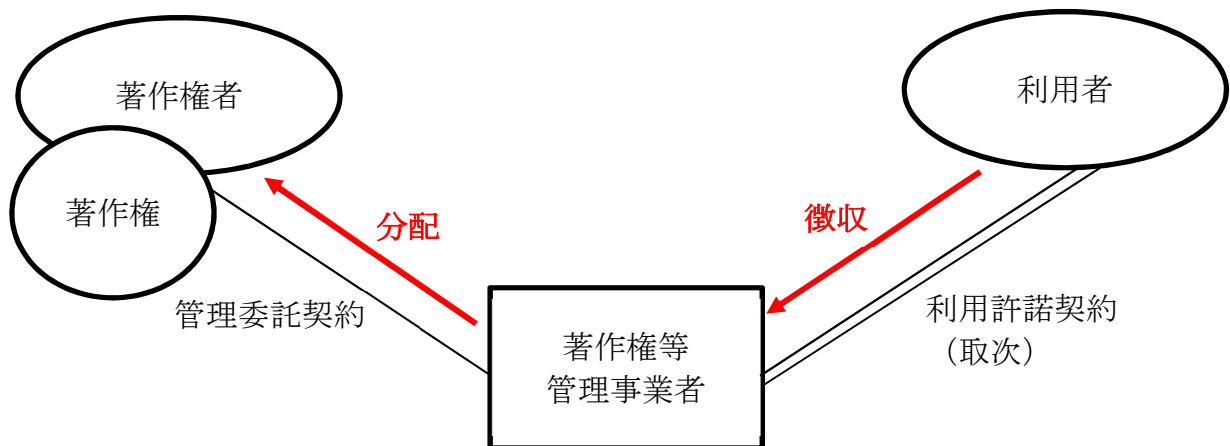 著作権者
利用者
著作権
分配
徴収
管理委託契約
利用許諾契約
（取次）
著作権等
管理事業者